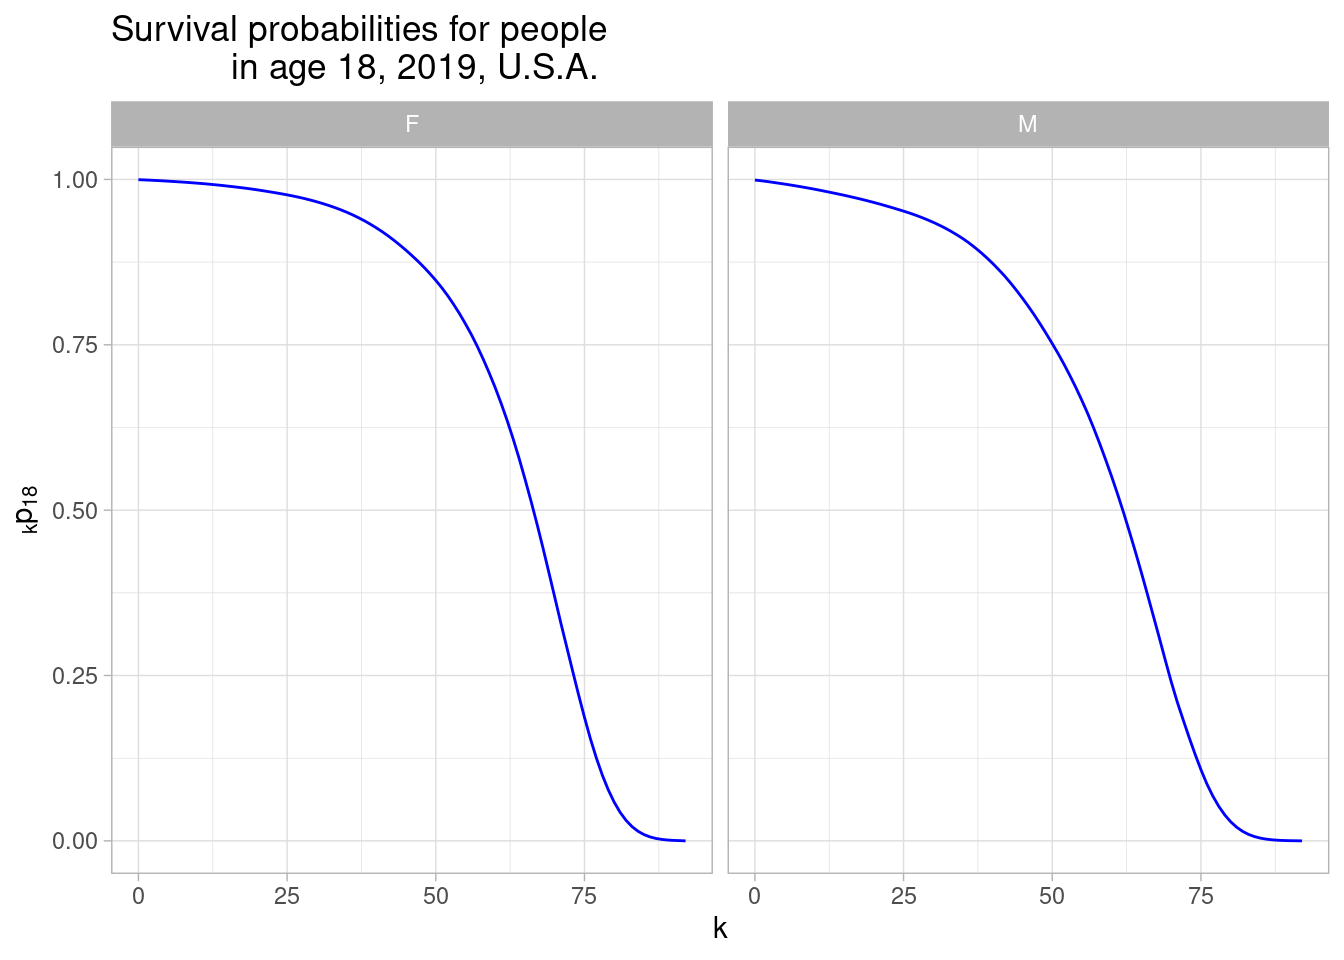 Survival probabilities for people
in age 18, 2019, U.S.A.
F
M
1.00
0.75
0.50
0.25
0.00
kp18
0 25 50 75
0 25 50 75
k